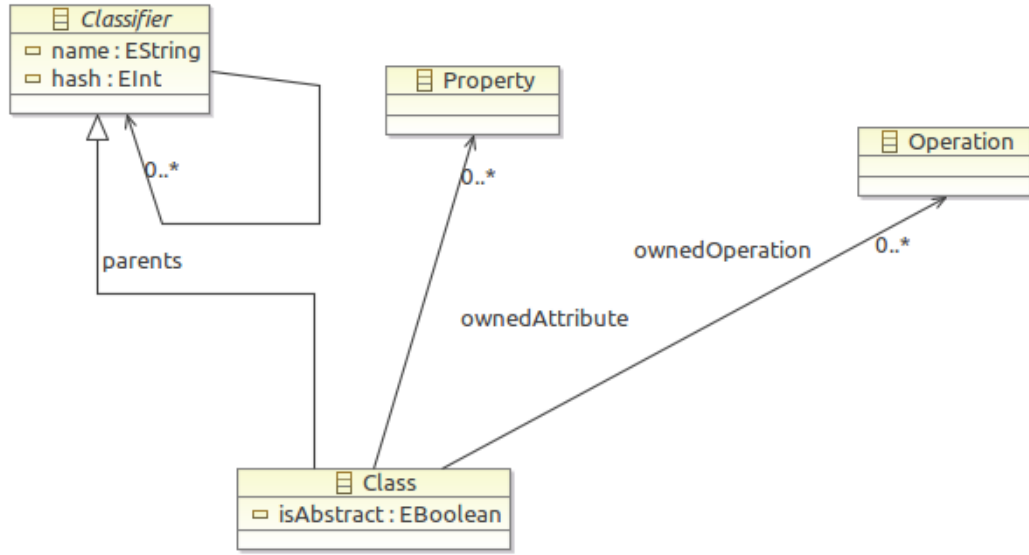 Classifier
name : EString
hash : EInt
0..*
parents
Property
0..*
ownedAttribute
Operation
0..*
ownedOperation
Class
isAbstract : EBoolean